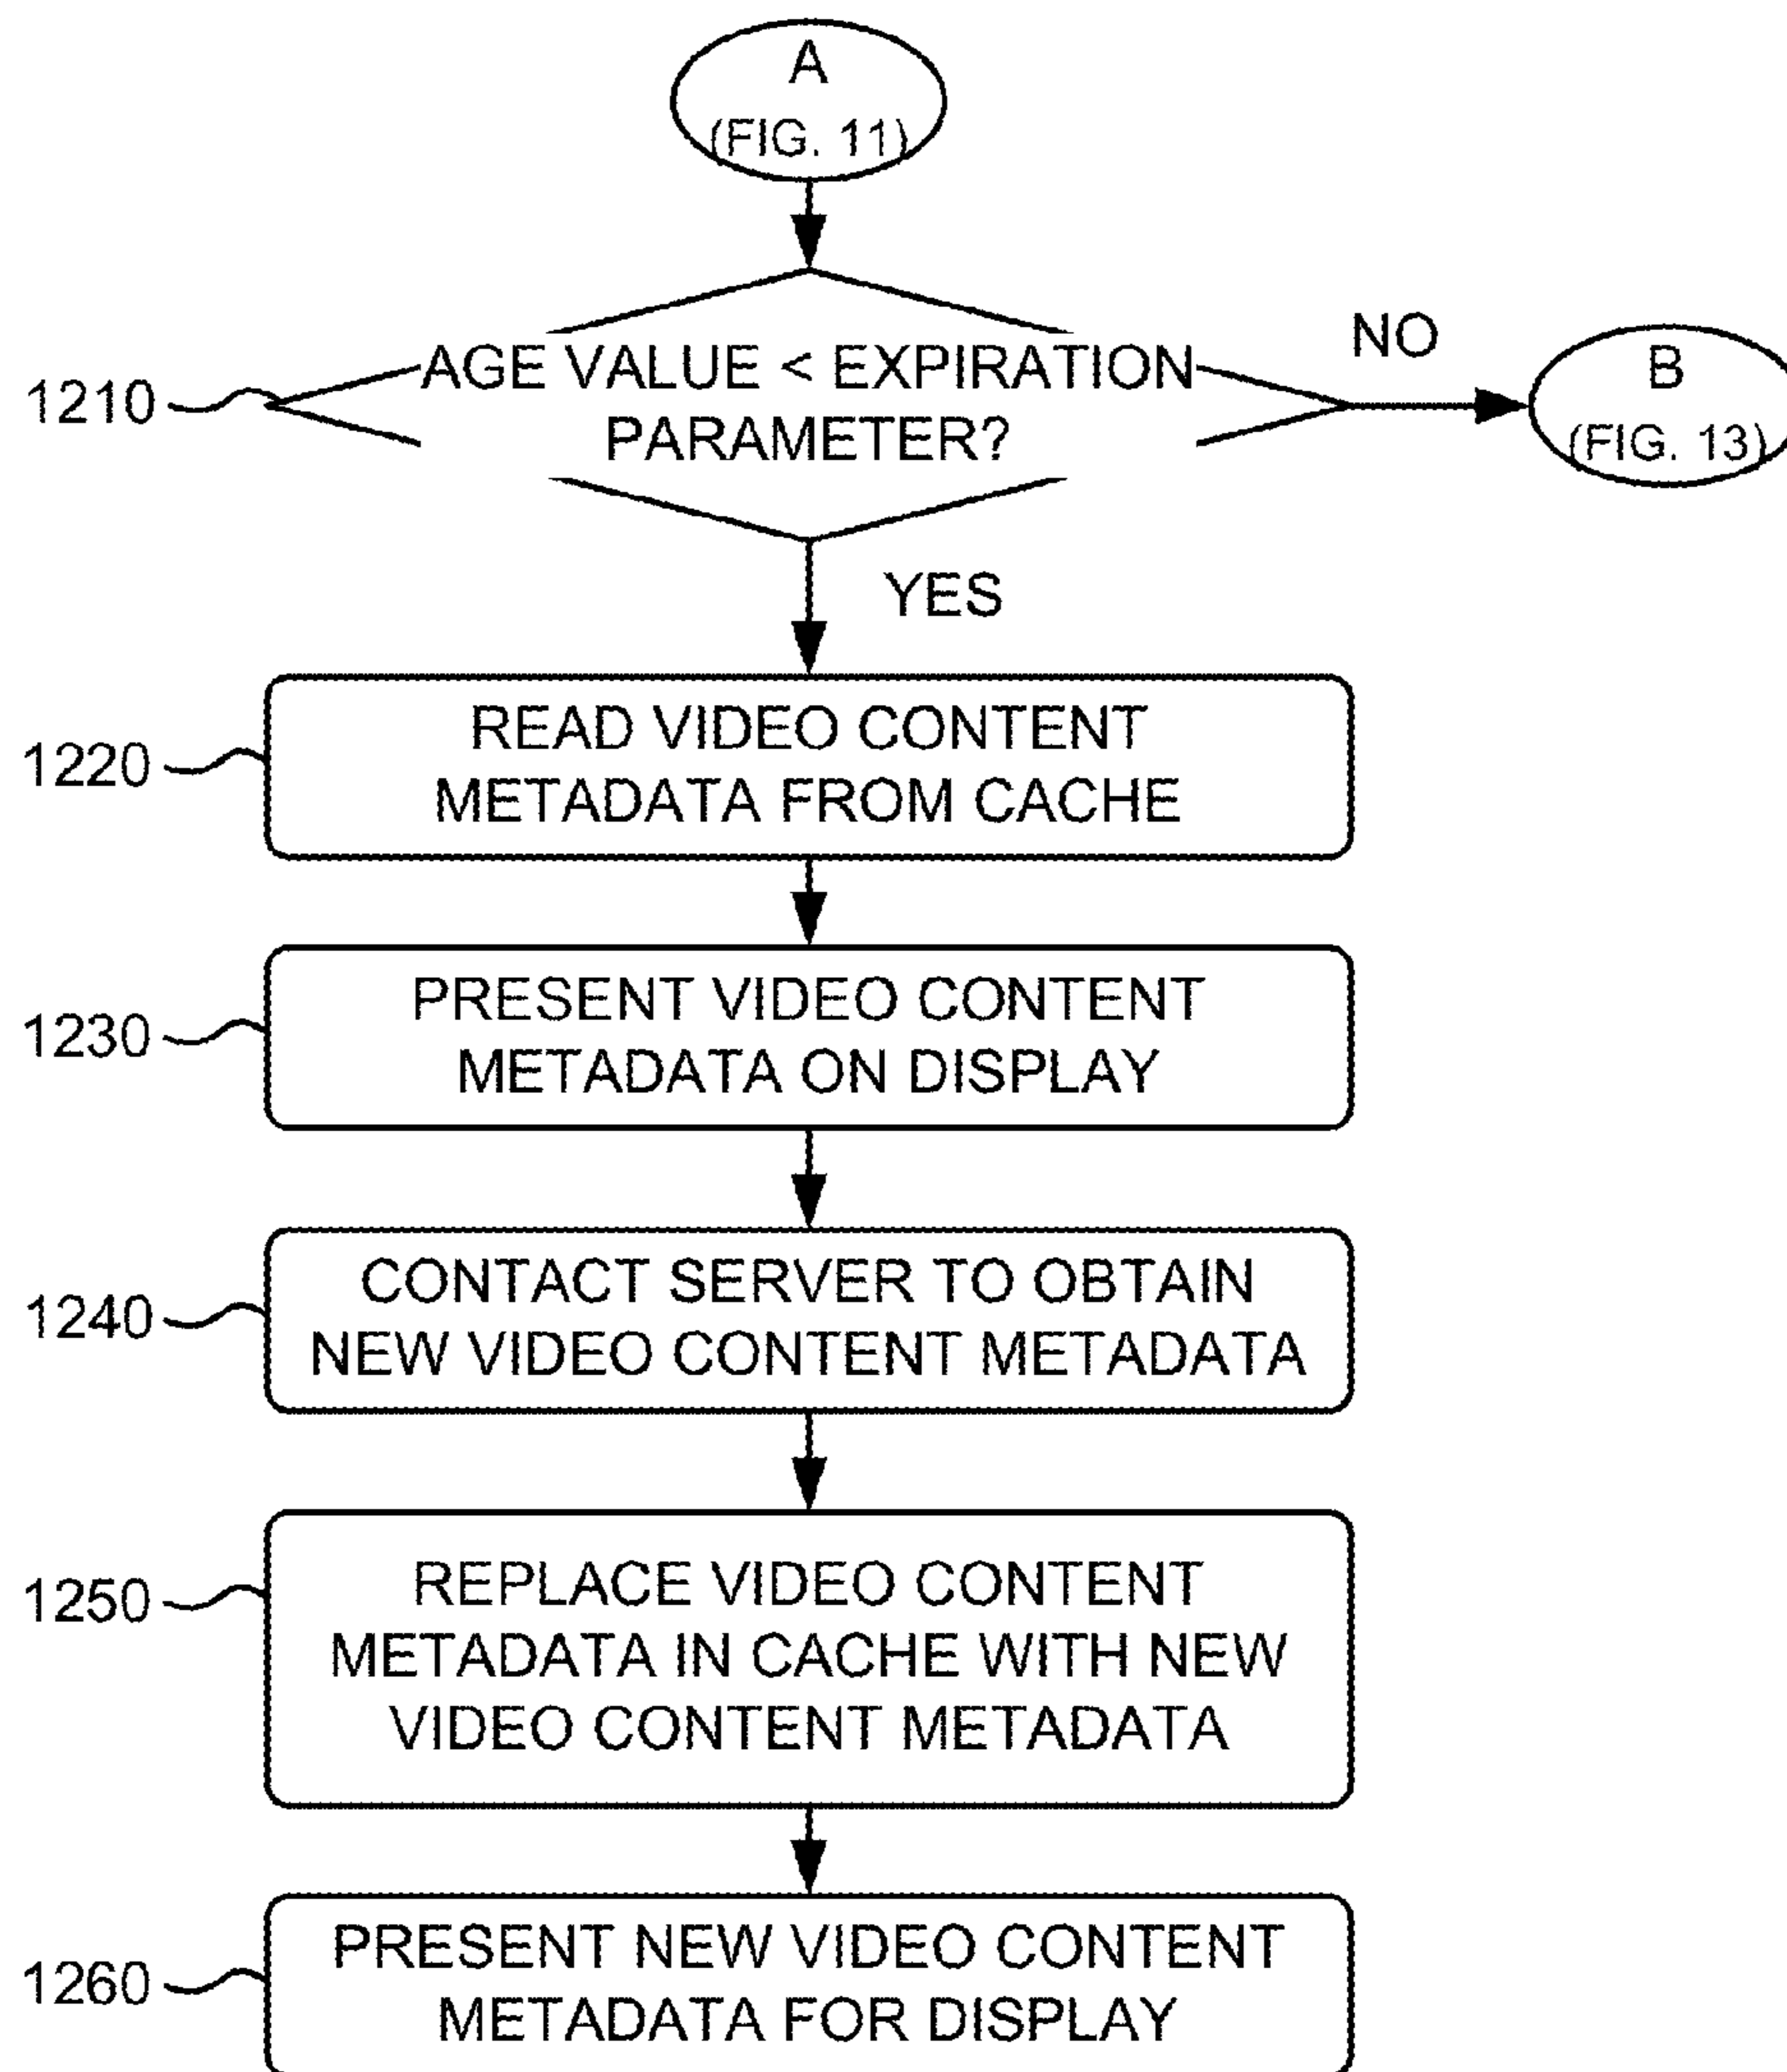 A
(FIG. 11)
1210
AGE VALUE < EXPIRATION
PARAMETER?
NO
B
(FIG. 13)
YES
1220
READ VIDEO CONTENT
METADATA FROM CACHE
1230
PRESENT VIDEO CONTENT
METADATA ON DISPLAY
1240
CONTACT SERVER TO OBTAIN
NEW VIDEO CONTENT METADATA
1250
REPLACE VIDEO CONTENT
METADATA IN CACHE WITH NEW
VIDEO CONTENT METADATA
1260
PRESENT NEW VIDEO CONTENT
METADATA FOR DISPLAY